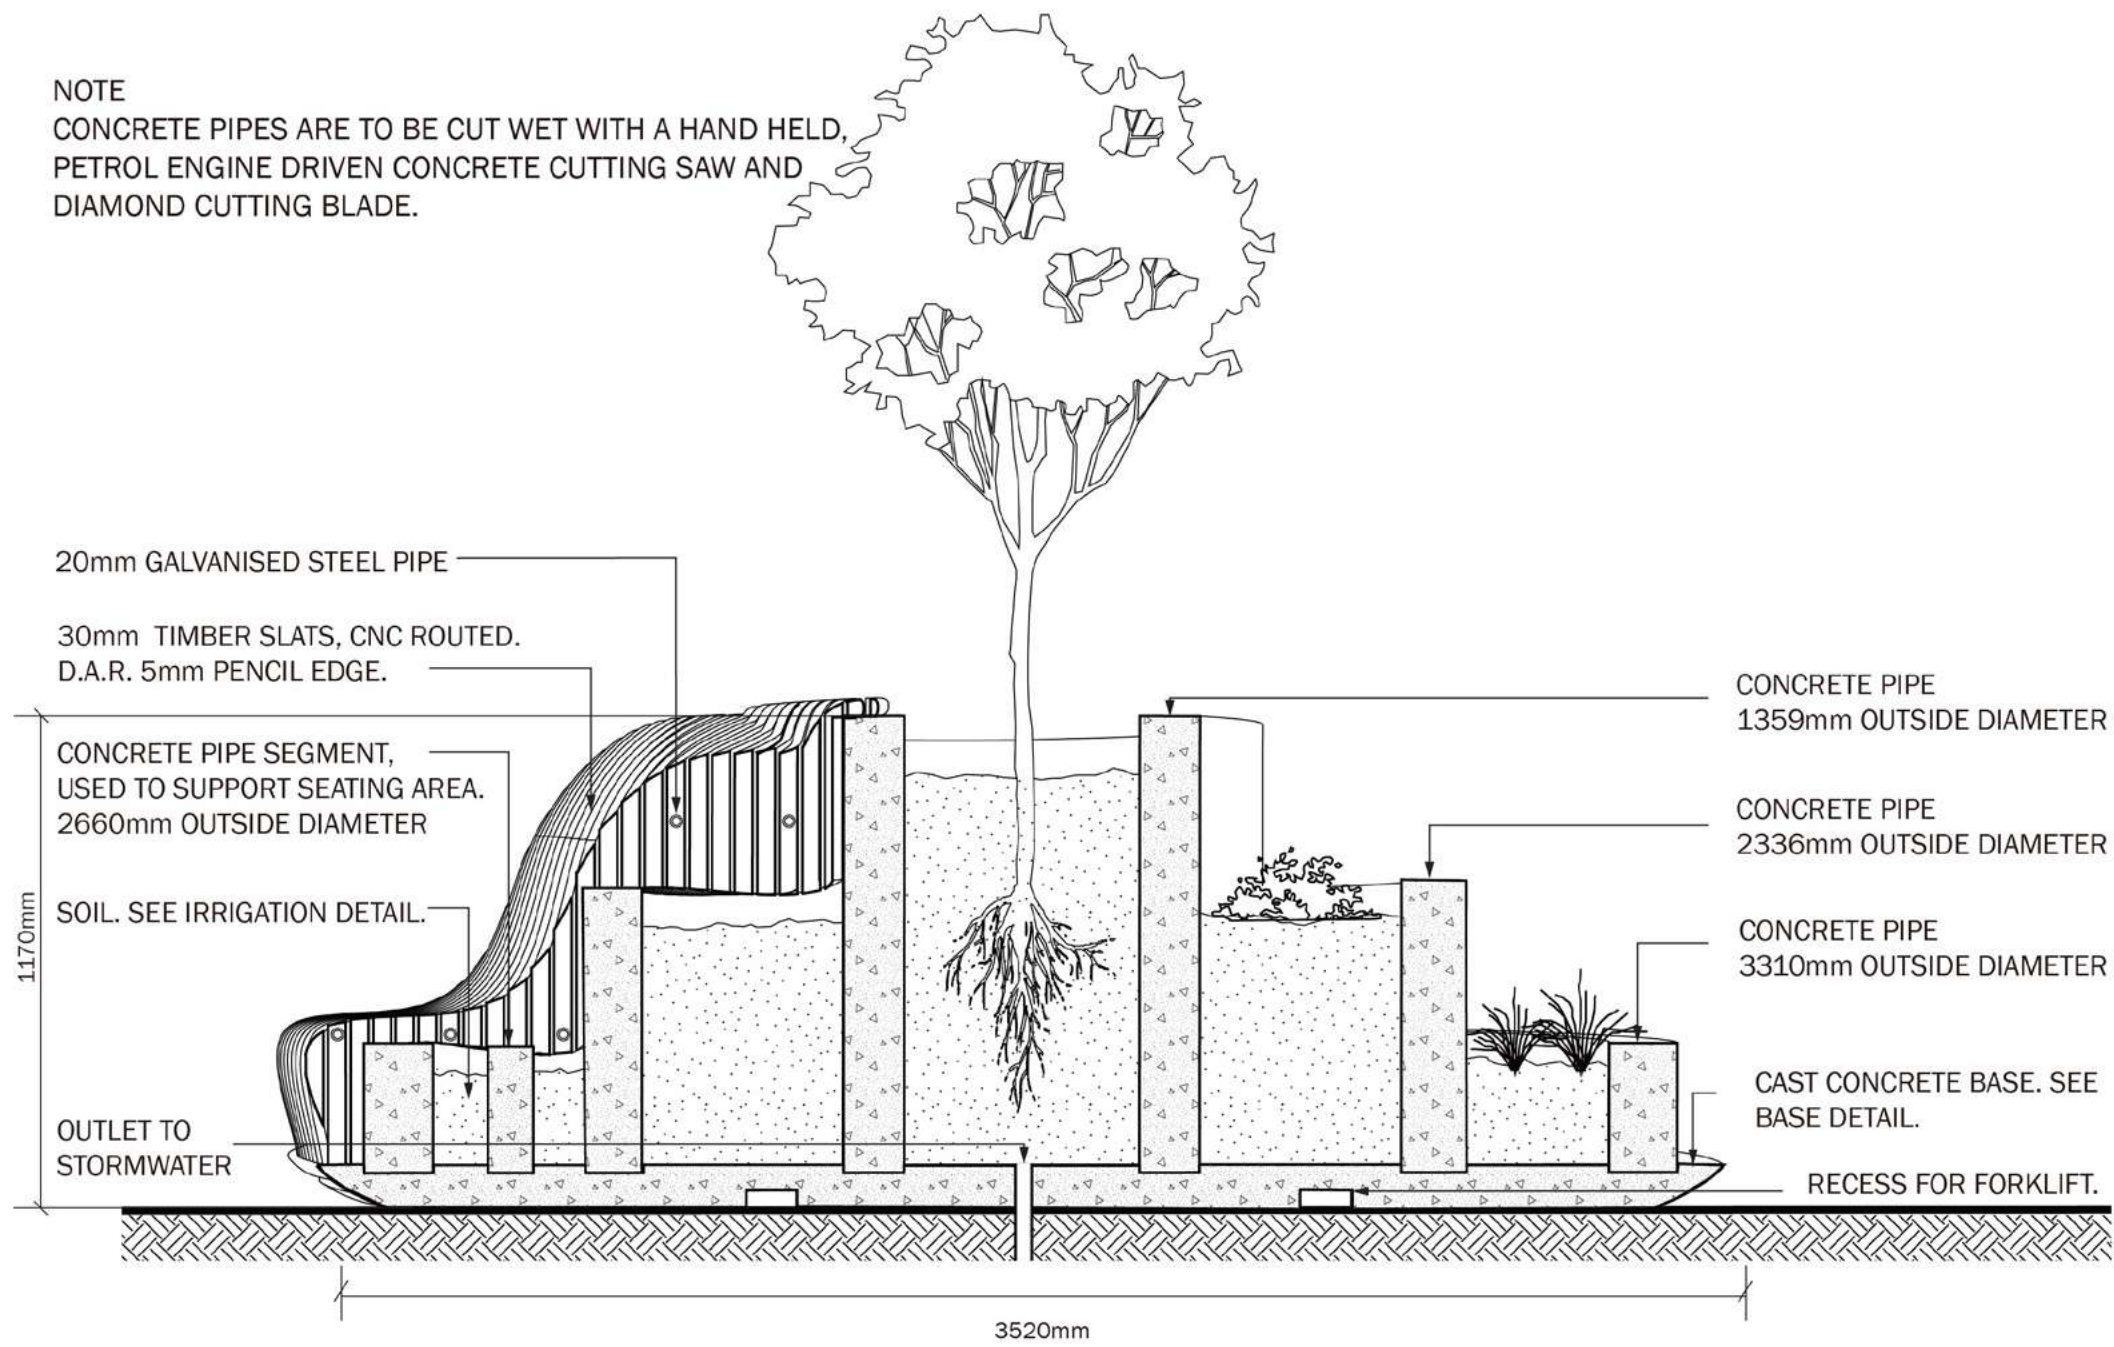 NOTE
CONCRETE PIPES ARE TO BE CUT WET WITH A HAND HELD,
PETROL ENGINE DRIVEN CONCRETE CUTTING SAW AND
DIAMOND CUTTING BLADE.
20mm GALVANISED STEEL PIPE
30mm TIMBER SLATS, CNC ROUTED.
D.A.R. 5mm PENCIL EDGE.
CONCRETE PIPE SEGMENT,
USED TO SUPPORT SEATING AREA.
2660mm OUTSIDE DIAMETER
SOIL. SEE IRRIGATION DETAIL.
1170mm
OUTLET TO
STORMWATER
CONCRETE PIPE
1359mm OUTSIDE DIAMETER
CONCRETE PIPE
2336mm OUTSIDE DIAMETER
CONCRETE PIPE
3310mm OUTSIDE DIAMETER
CAST CONCRETE BASE. SEE
BASE DETAIL.
RECESS FOR FORKLIFT.
3520mm